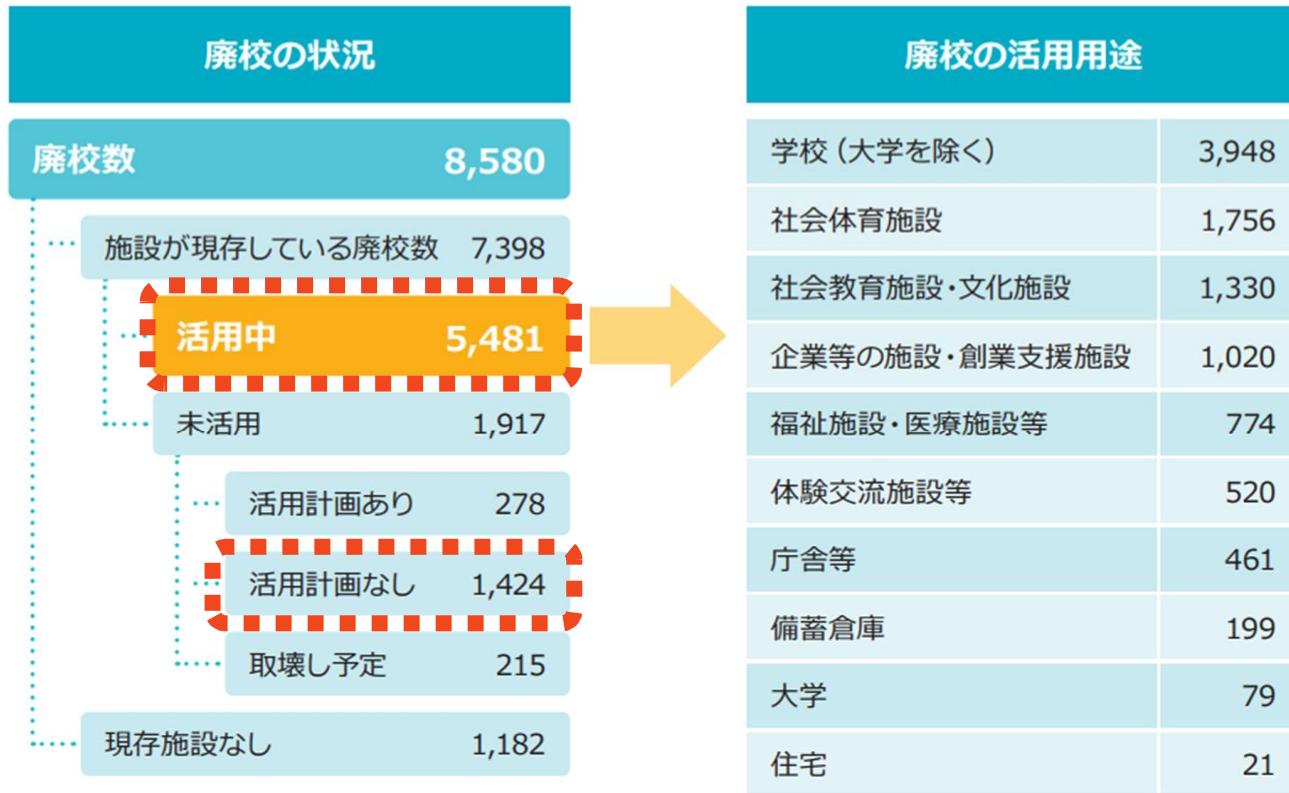 廃校の状況
廃校数 8,580
施設が現存している廃校数 7,398
活用中 5,481
未活用 1,917
活用計画あり 278
活用計画なし 1,424
取壊し予定 215
現存施設なし 1,182
廃校の活用用途
学校（大学を除く） 3,948
社会体育施設 1,756
社会教育施設・文化施設 1,330
企業等の施設・創業支援施設 1,020
福祉施設・医療施設等 774
体験交流施設等 520
庁舎等 461
備蓄倉庫 199
大学 79
住宅 21